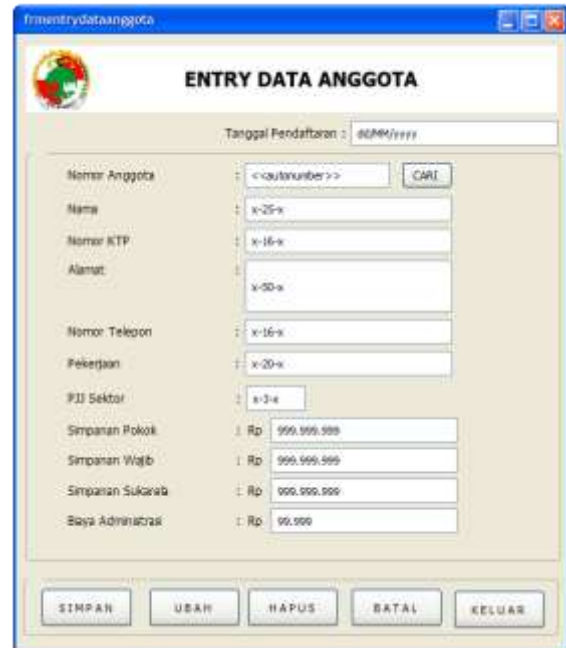 frmentrydataanggota
ENTRY DATA ANGGOTA
Tanggal Pendaftaran : dd/MM/yyyy
Nomor Anggota : <<autonumber>> CARI
Nama : x-25-x
Nomor KTP : x-16-x
Alamat : x-50-x
Nomor Telepon : x-16-x
Pekerjaan : x-20-x
PJJ Sektor : x-3-x
Simpanan Pokok : Rp 999.999.999
Simpanan Wajib : Rp 999.999.999
Simpanan Sukarela : Rp 999.999.999
Biaya Administrasi : Rp 99.999
SIMPAN UBAH HAPUS BATAL KELUAR